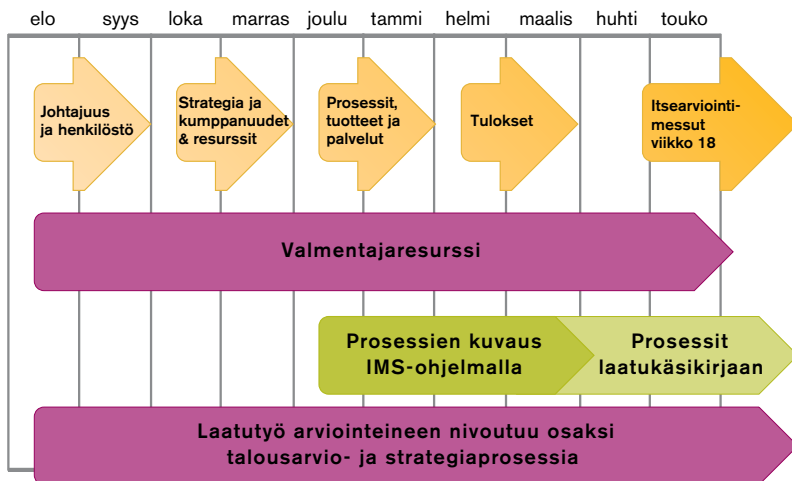 elo syys loka marras joulu tammi helmi maalis huhti touko
Johtajuus
ja henkilöstö
Strategia ja
kumppanuudet
& resurssit
Prosessit,
tuotteet ja
palvelut
Tulokset
Itsearviointi-
messut
viikko 18
Valmentajaresurssi
Prosessien kuvaus
IMS-ohjelmalla
Prosessit
laatukäsikirjaan
Laatutyö arviointeineen nivoutuu osaksi
talousarvio- ja strategiaprosessia